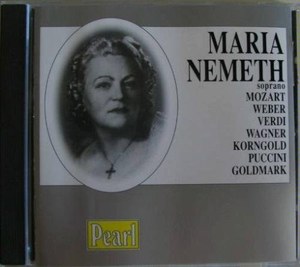 MARIA
NEMETH
soprano
MOZART
WEBER
VERDI
WAGNER
KORNGOLD
PUCCINI
GOLDMARK
Pearl